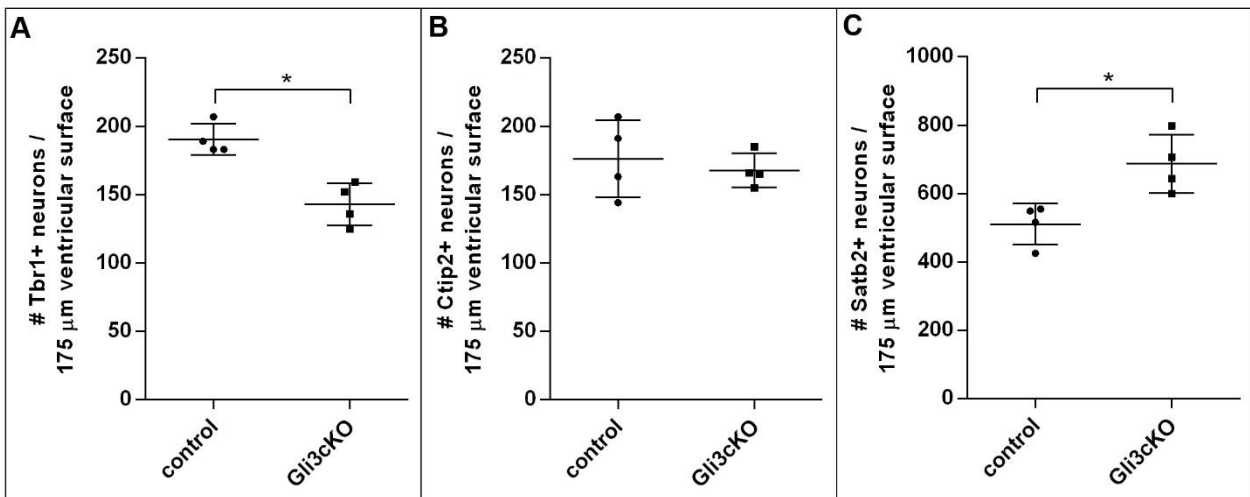 A
# Tbr1+ neurons /
175 μm ventricular surface
250
200
150
100
50
0
*
control
Gli3cKO
B
# Ctip2+ neurons /
175 μm ventricular surface
250
200
150
100
50
0
control
Gli3cKO
C
# Satb2+ neurons /
175 μm ventricular surface
1000
800
600
400
200
0
*
control
Gli3cKO